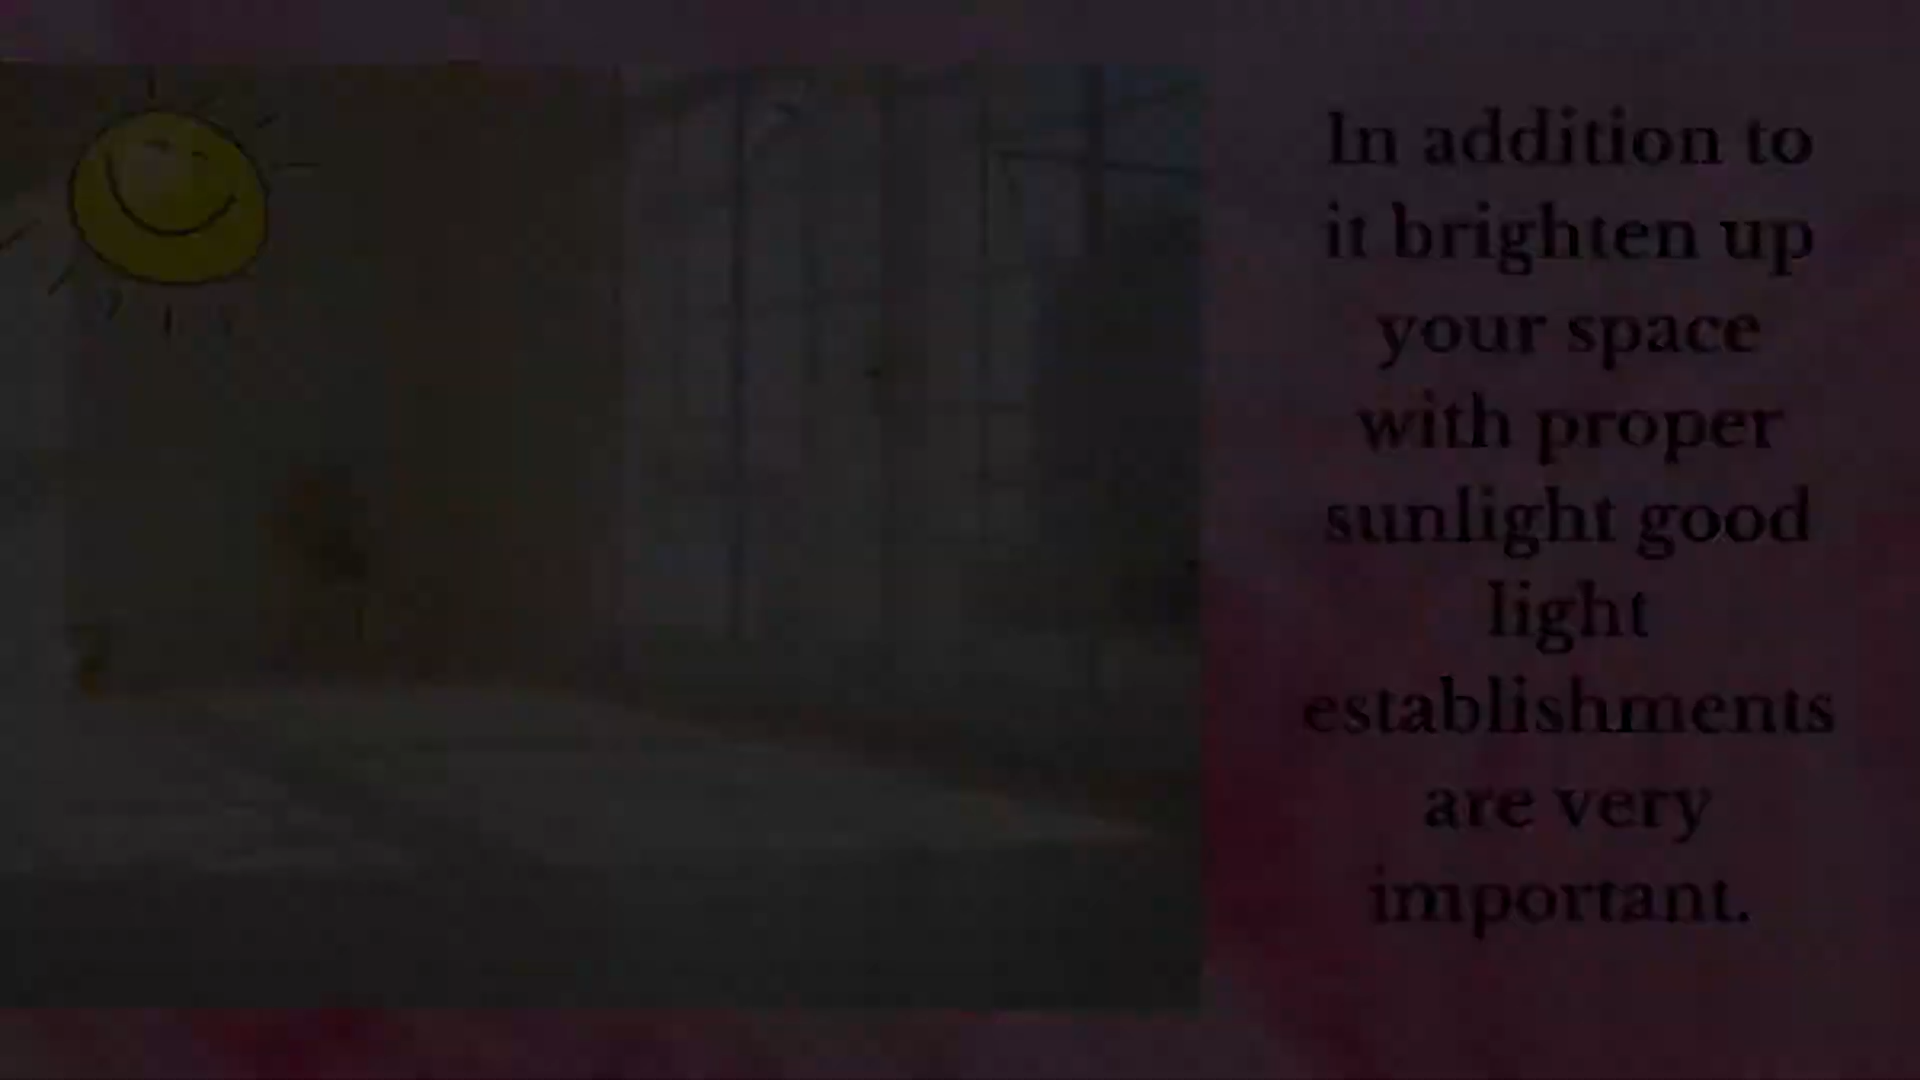 In addition to
it brighten up
your space
with proper
sunlight good
light
establishments
are very
important.